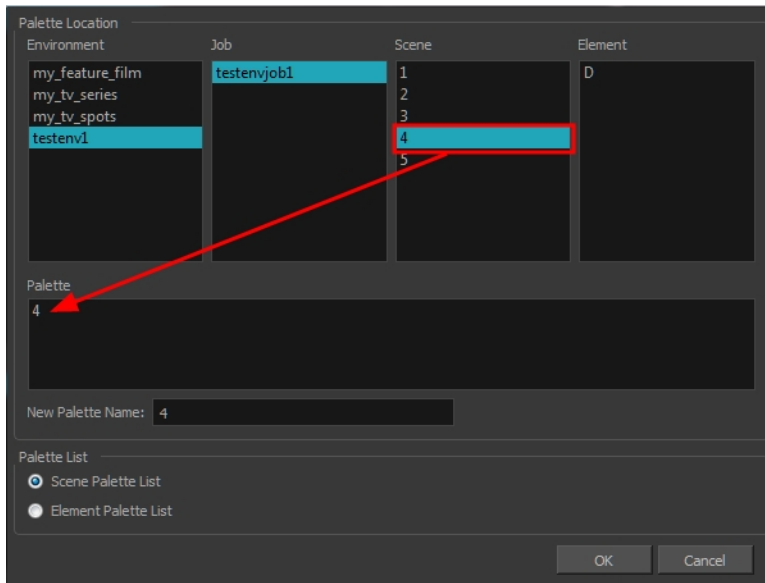 Palette Location
Environment
Job
Scene
Element
my_feature_film
my_tv_series
my_tv_spots
testenv1
testenvjob1
1
2
3
4
5
D
Palette
4
New Palette Name: 4
Palette List
Scene Palette List
Element Palette List
OK
Cancel